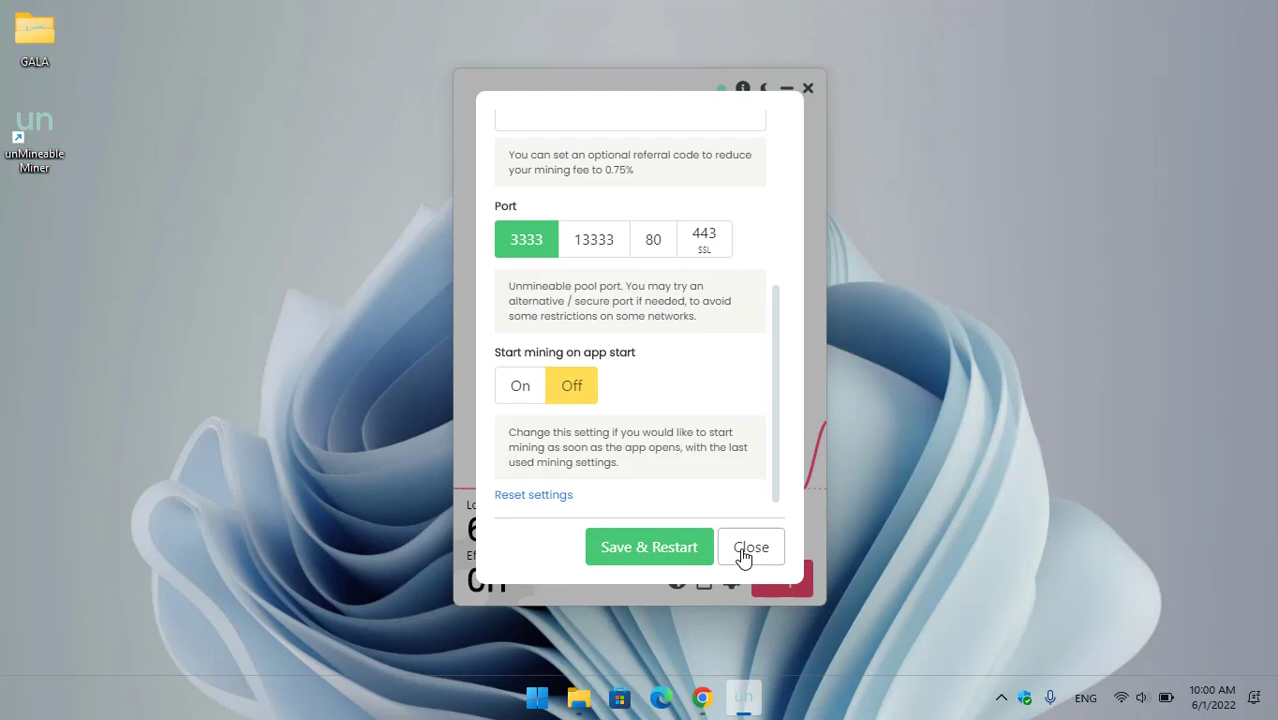 GALA
un
unMineable
Miner
You can set an optional referral code to reduce
your mining fee to 0.75%
Port
3333
13333
80
443
SSL
Unmineable pool port. You may try an
alternative / secure port if needed, to avoid
some restrictions on some networks.
Start mining on app start
On
Off
Change this setting if you would like to start
mining as soon as the app opens, with the last
used mining settings.
Reset settings
Save & Restart
Close
un
ENG
10:00 AM
6/1/2022